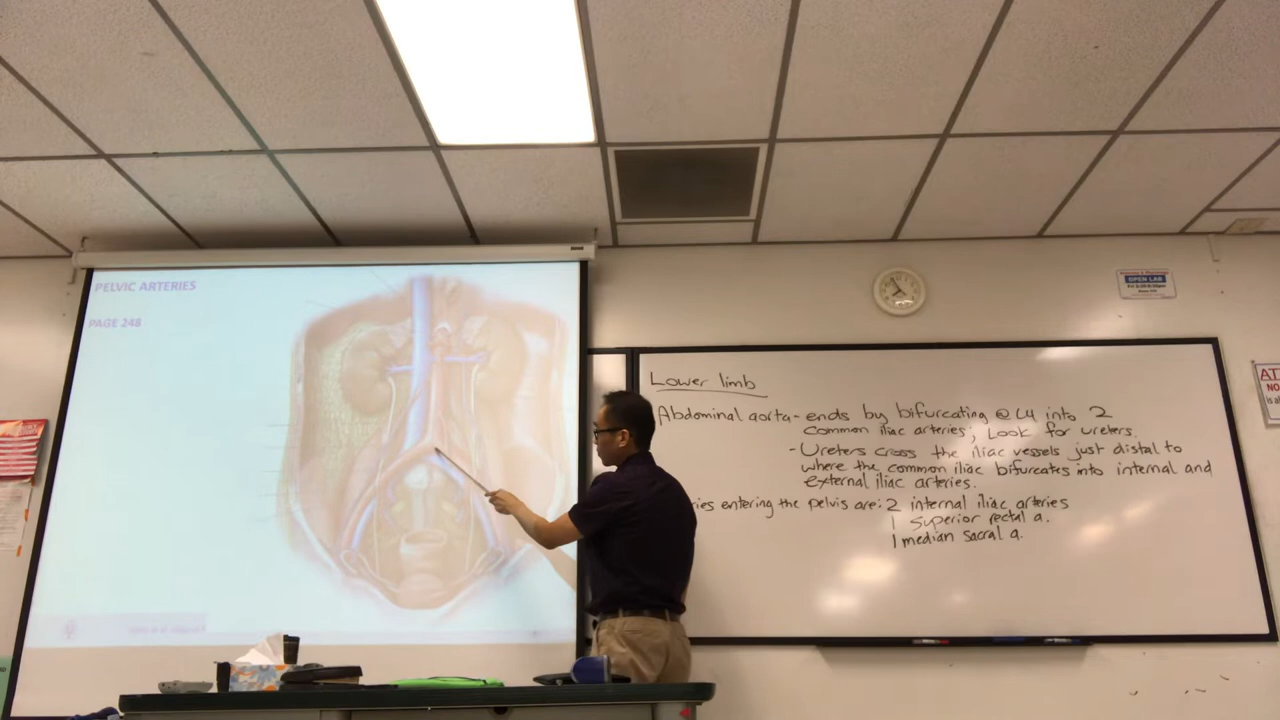 PELVIC ARTERIES
PAGE 248
Lower limb
Abdominal aorta - ends by bifurcating @ L4 into 2
common iliac arteries; Look for ureters.
- Ureters cross the iliac vessels just distal to
where the common iliac bifurcates into internal and
external iliac arteries.
ries entering the pelvis are: 2 internal iliac arteries
1 Superior rectal a.
1 median sacral a.
OPEN LAB
AT
NO